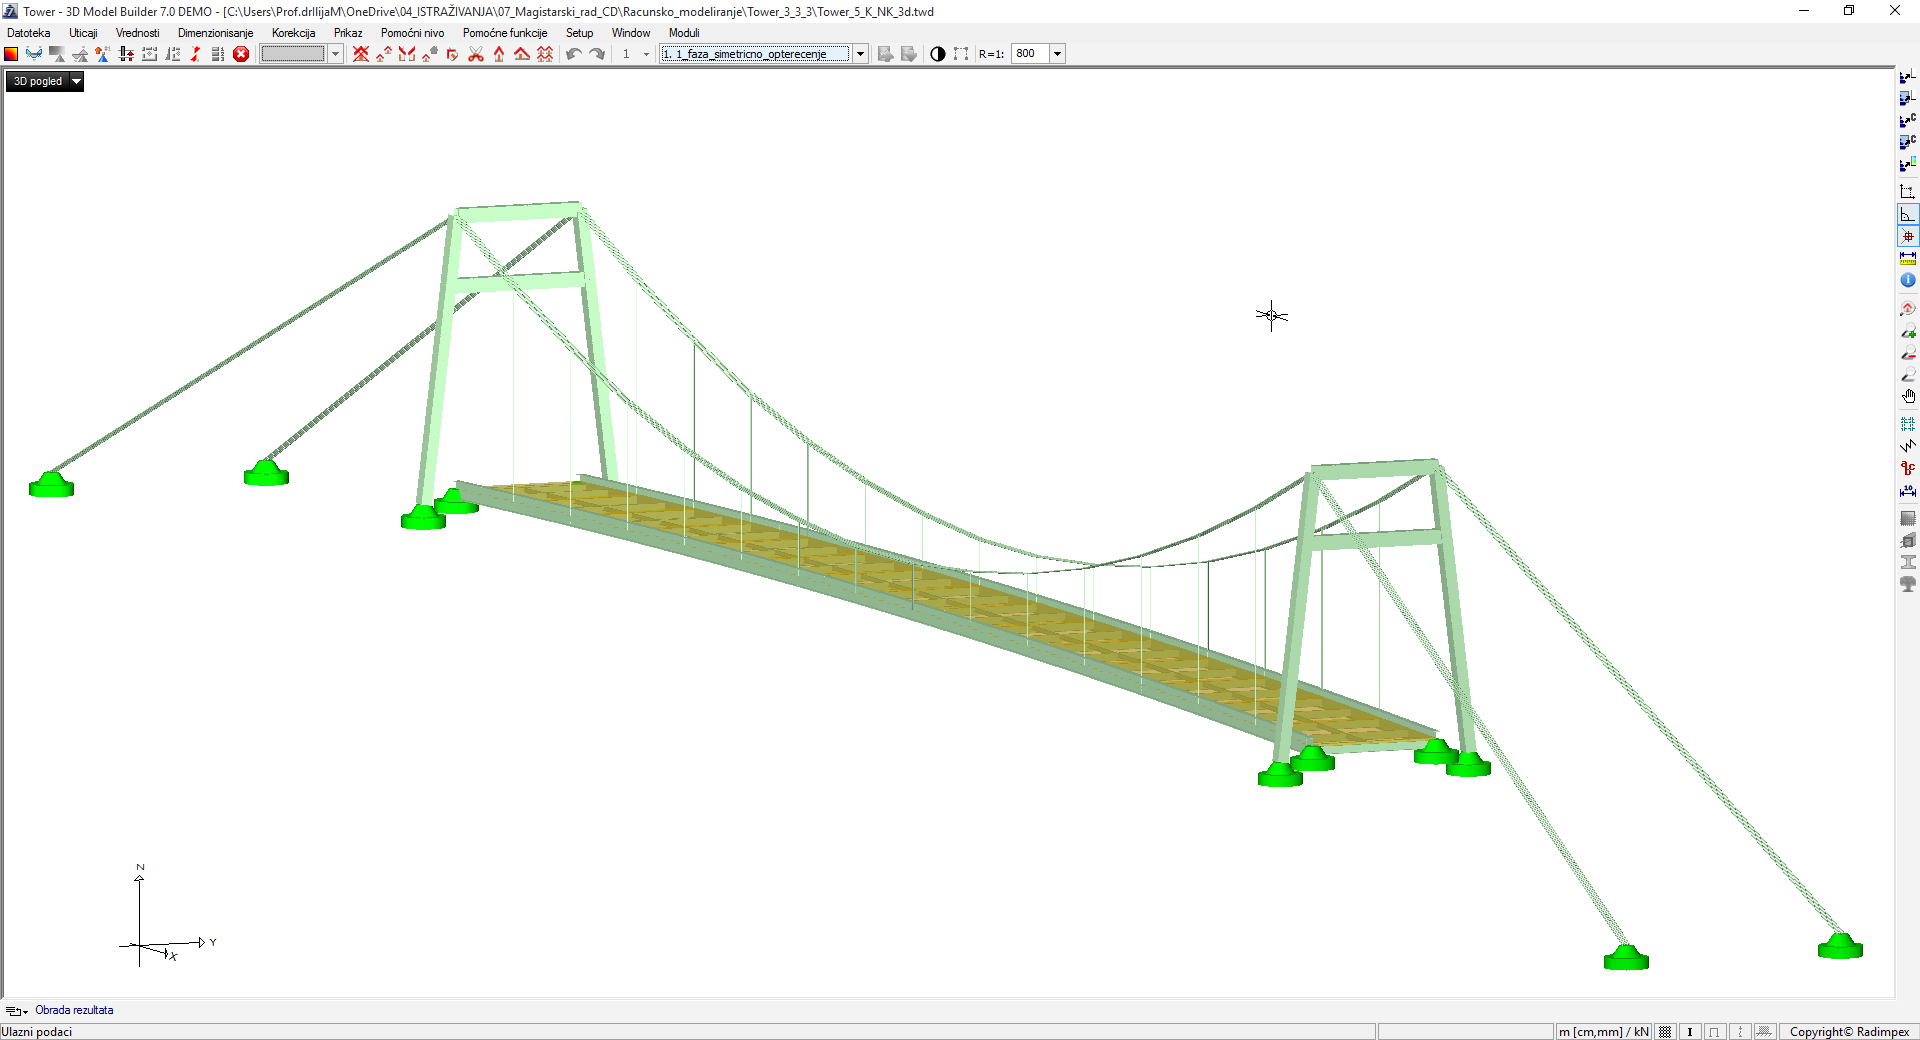 Tower - 3D Model Builder 7.0 DEMO - [C:\Users\Prof.drIlijaM\OneDrive\04_ISTRAŽIVANJA\07_Magistarski_rad_CD\Racunsko_modeliranje\Tower_3_3_3\Tower_5_K_NK_3d.twd
Datoteka Uticaji Vrednosti Dimenzionisanje Korekcija Prikaz Pomoćni nivo Pomoćne funkcije Setup Window Moduli
1 1. 1_faza_simetricno_opterecenje R=1: 800
3D pogled
N
Y
X
Obrada rezultata
Ulazni podaci m [cm,mm] / kN Copyright© Radimpex